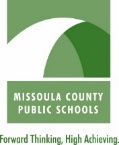 MISSOULA COUNTY
PUBLIC SCHOOLS
Forward Thinking, High Achieving.